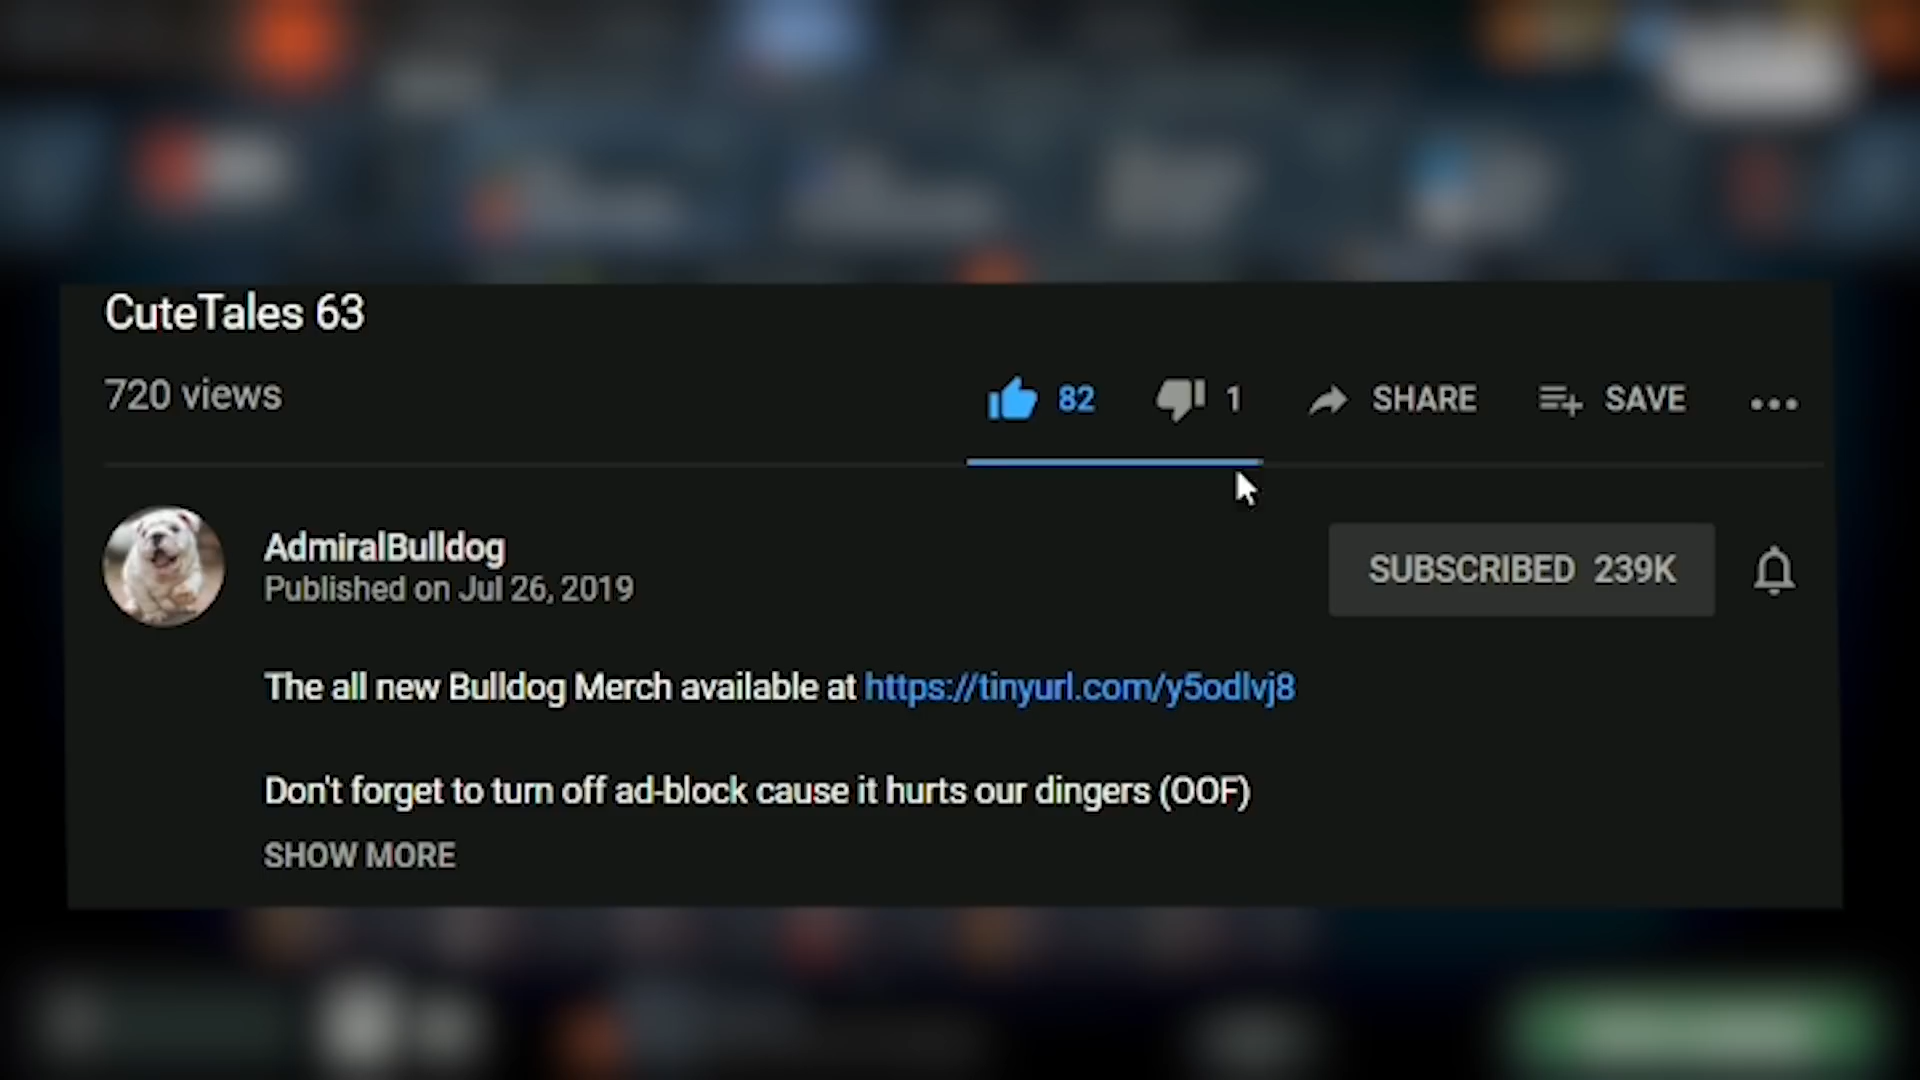 CuteTales 63
720 views
82 1 SHARE SAVE
AdmiralBulldog
Published on Jul 26, 2019
SUBSCRIBED 239K
The all new Bulldog Merch available at https://tinyurl.com/y5odlvj8
Don't forget to turn off ad-block cause it hurts our dingers (OOF)
SHOW MORE